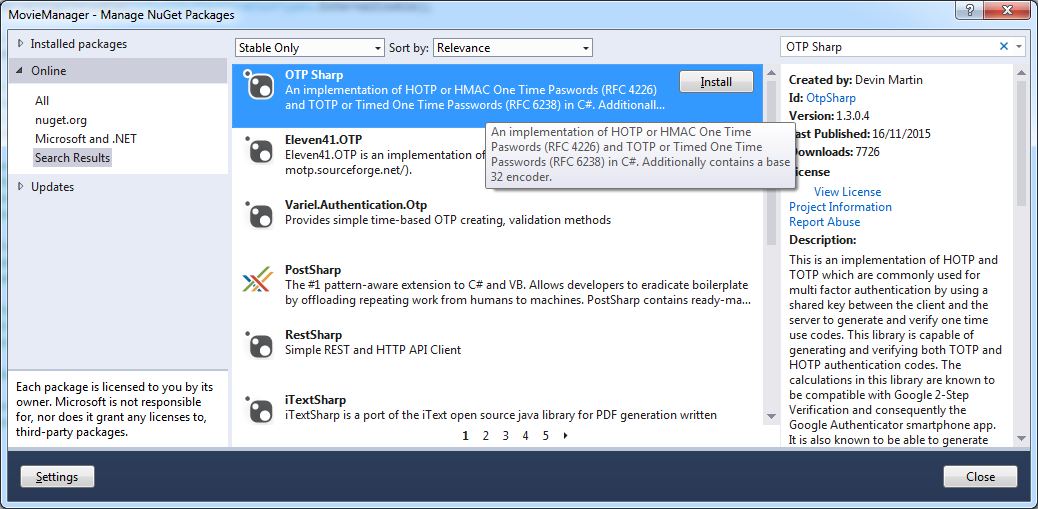 MovieManager - Manage NuGet Packages
Installed packages
Online
All
nuget.org
Microsoft and .NET
Search Results
Updates
Each package is licensed to you by its
owner. Microsoft is not responsible
for, nor does it grant any licenses to,
third-party packages.
Stable Only
Sort by:
Relevance
OTP Sharp
An implementation of HOTP or HMAC One Time Paswords (RFC 4226)
and TOTP or Timed One Time Passwords (RFC 6238) in C#. Additionall...
Install
Eleven41.OTP
Eleven41.OTP is an implementation of
motp.sourceforge.net/).
An implementation of HOTP or HMAC One Time
Paswords (RFC 4226) and TOTP or Timed One Time
Passwords (RFC 6238) in C#. Additionally contains a base
32 encoder.
Variel.Authentication.Otp
Provides simple time-based OTP creating, validation methods
PostSharp
The #1 pattern-aware extension to C# and VB. Allows developers to eradicate boilerplate
by offloading repeating work from humans to machines. PostSharp contains ready-ma...
RestSharp
Simple REST and HTTP API Client
iTextSharp
iTextSharp is a port of the iText open source java library for PDF generation written
1 2 3 4 5
OTP Sharp
Created by: Devin Martin
Id: OtpSharp
Version: 1.3.0.4
Last Published: 16/11/2015
Downloads: 7726
License
View License
Project Information
Report Abuse
Description:
This is an implementation of HOTP and
TOTP which are commonly used for
multi factor authentication by using a
shared key between the client and the
server to generate and verify one time
use codes. This library is capable of
generating and verifying both TOTP and
HOTP authentication codes. The
calculations in this library are known to
be compatible with Google 2-Step
Verification and consequently the
Google Authenticator smartphone app.
It is also known to be able to generate
Settings
Close